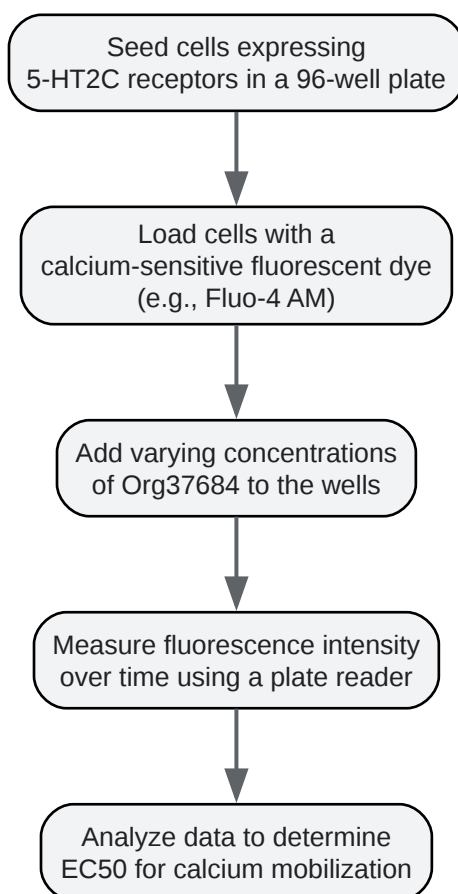 Seed cells expressing
5-HT2C receptors in a 96-well plate
Load cells with a
calcium-sensitive fluorescent dye
(e.g., Fluo-4 AM)
Add varying concentrations
of Org37684 to the wells
Measure fluorescence intensity
over time using a plate reader
Analyze data to determine
EC50 for calcium mobilization